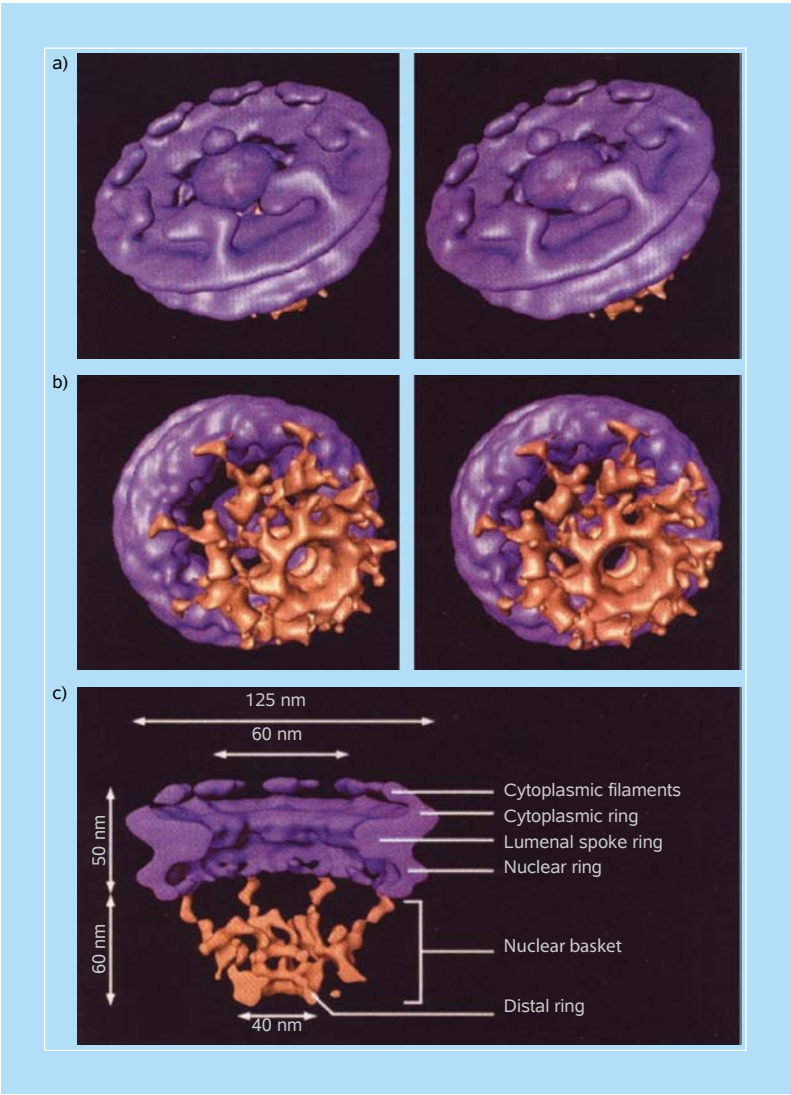 a)
b)
c)
125 nm
60 nm
50 nm
60 nm
40 nm
Cytoplasmic filaments
Cytoplasmic ring
Lumenal spoke ring
Nuclear ring
Nuclear basket
Distal ring